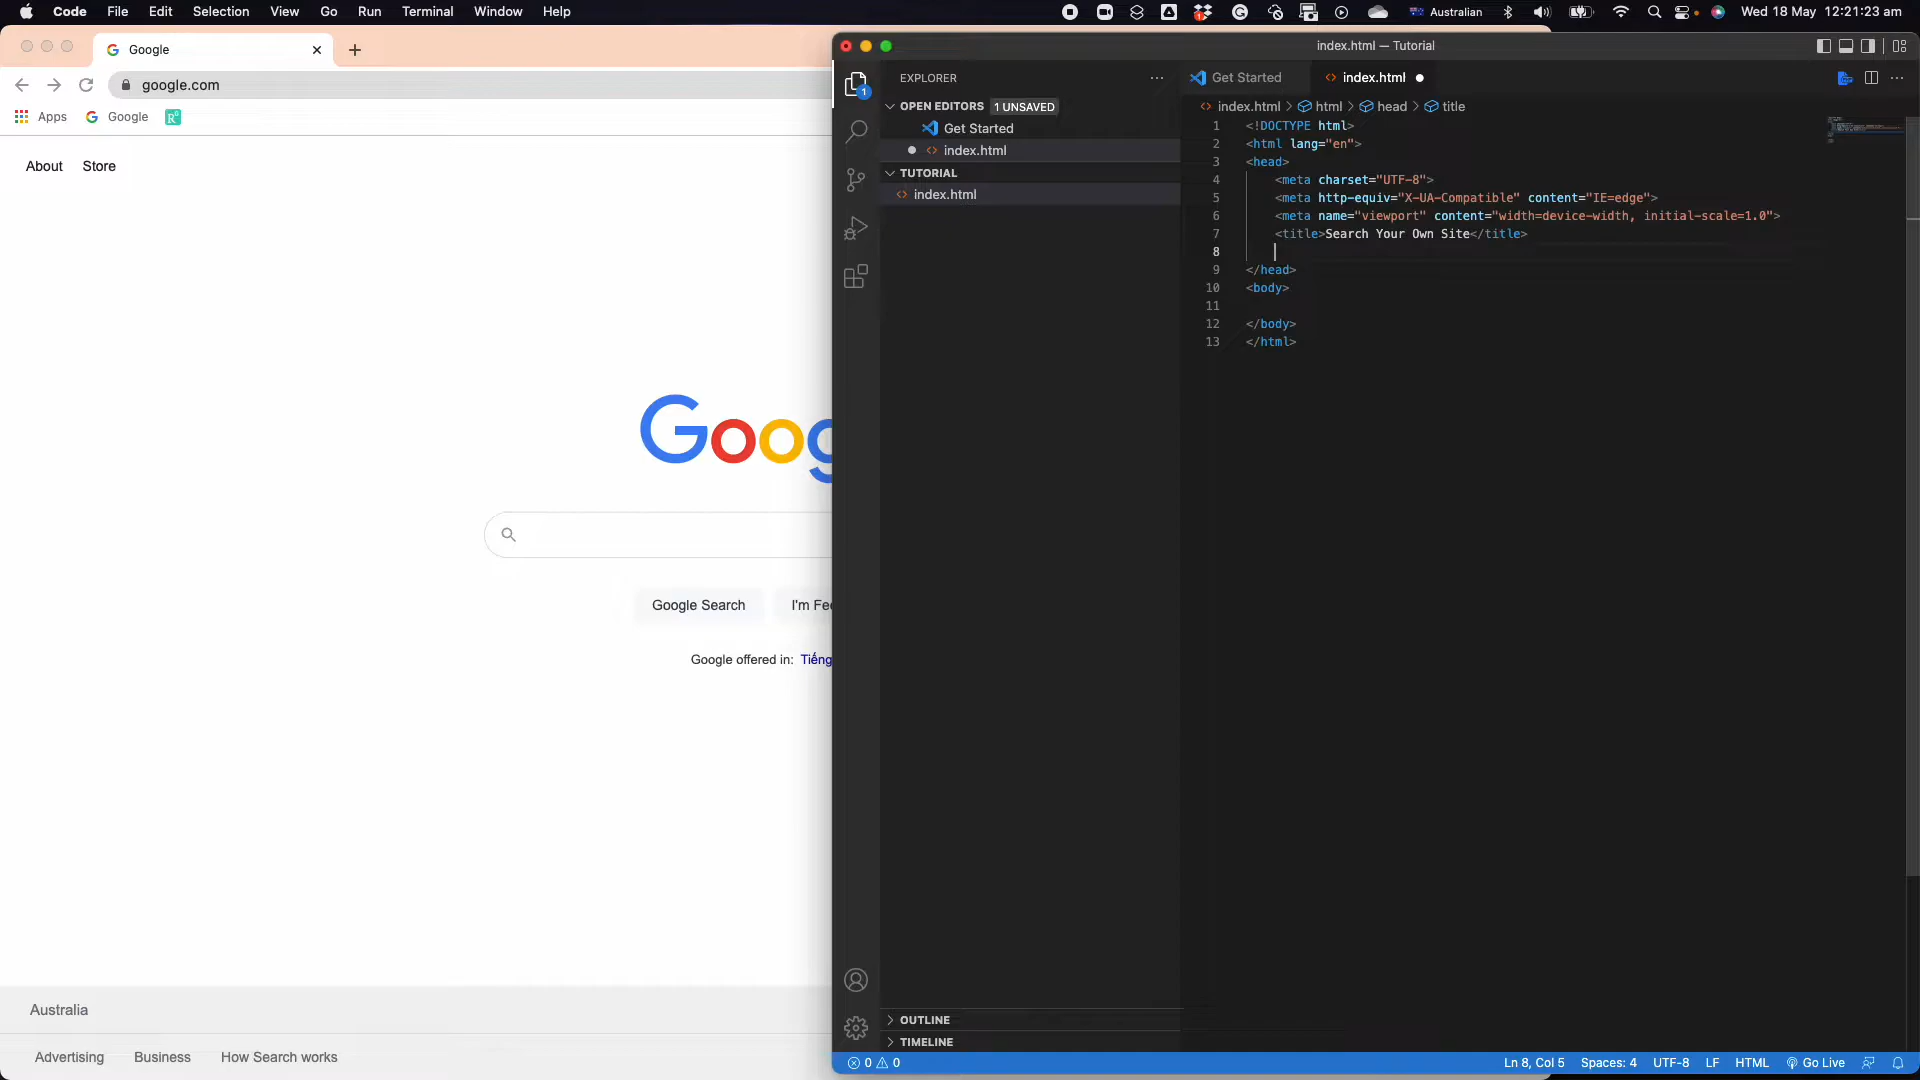 Code File Edit Selection View Go Run Terminal Window Help
Australian Wed 18 May 12:21:23 am
Google
google.com
Apps Google
About Store
Goog
Google Search I'm Fee
Google offered in: Tiếng
Australia
Advertising Business How Search works
index.html — Tutorial
EXPLORER
OPEN EDITORS 1 UNSAVED
Get Started
index.html
TUTORIAL
index.html
OUTLINE
TIMELINE
1
Get Started index.html
index.html > html > head > title
1 <!DOCTYPE html>
2 <html lang="en">
3 <head>
4 <meta charset="UTF-8">
5 <meta http-equiv="X-UA-Compatible" content="IE=edge">
6 <meta name="viewport" content="width=device-width, initial-scale=1.0">
7 <title>Search Your Own Site</title>
8
9 </head>
10 <body>
11
12 </body>
13 </html>
0 0 Ln 8, Col 5 Spaces: 4 UTF-8 LF HTML Go Live